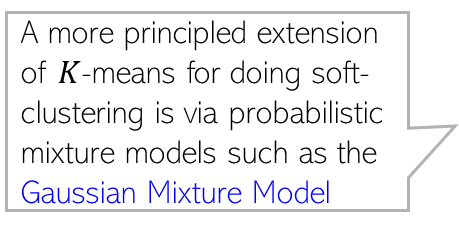 A more principled extension
of K-means for doing soft-
clustering is via probabilistic
mixture models such as the
Gaussian Mixture Model